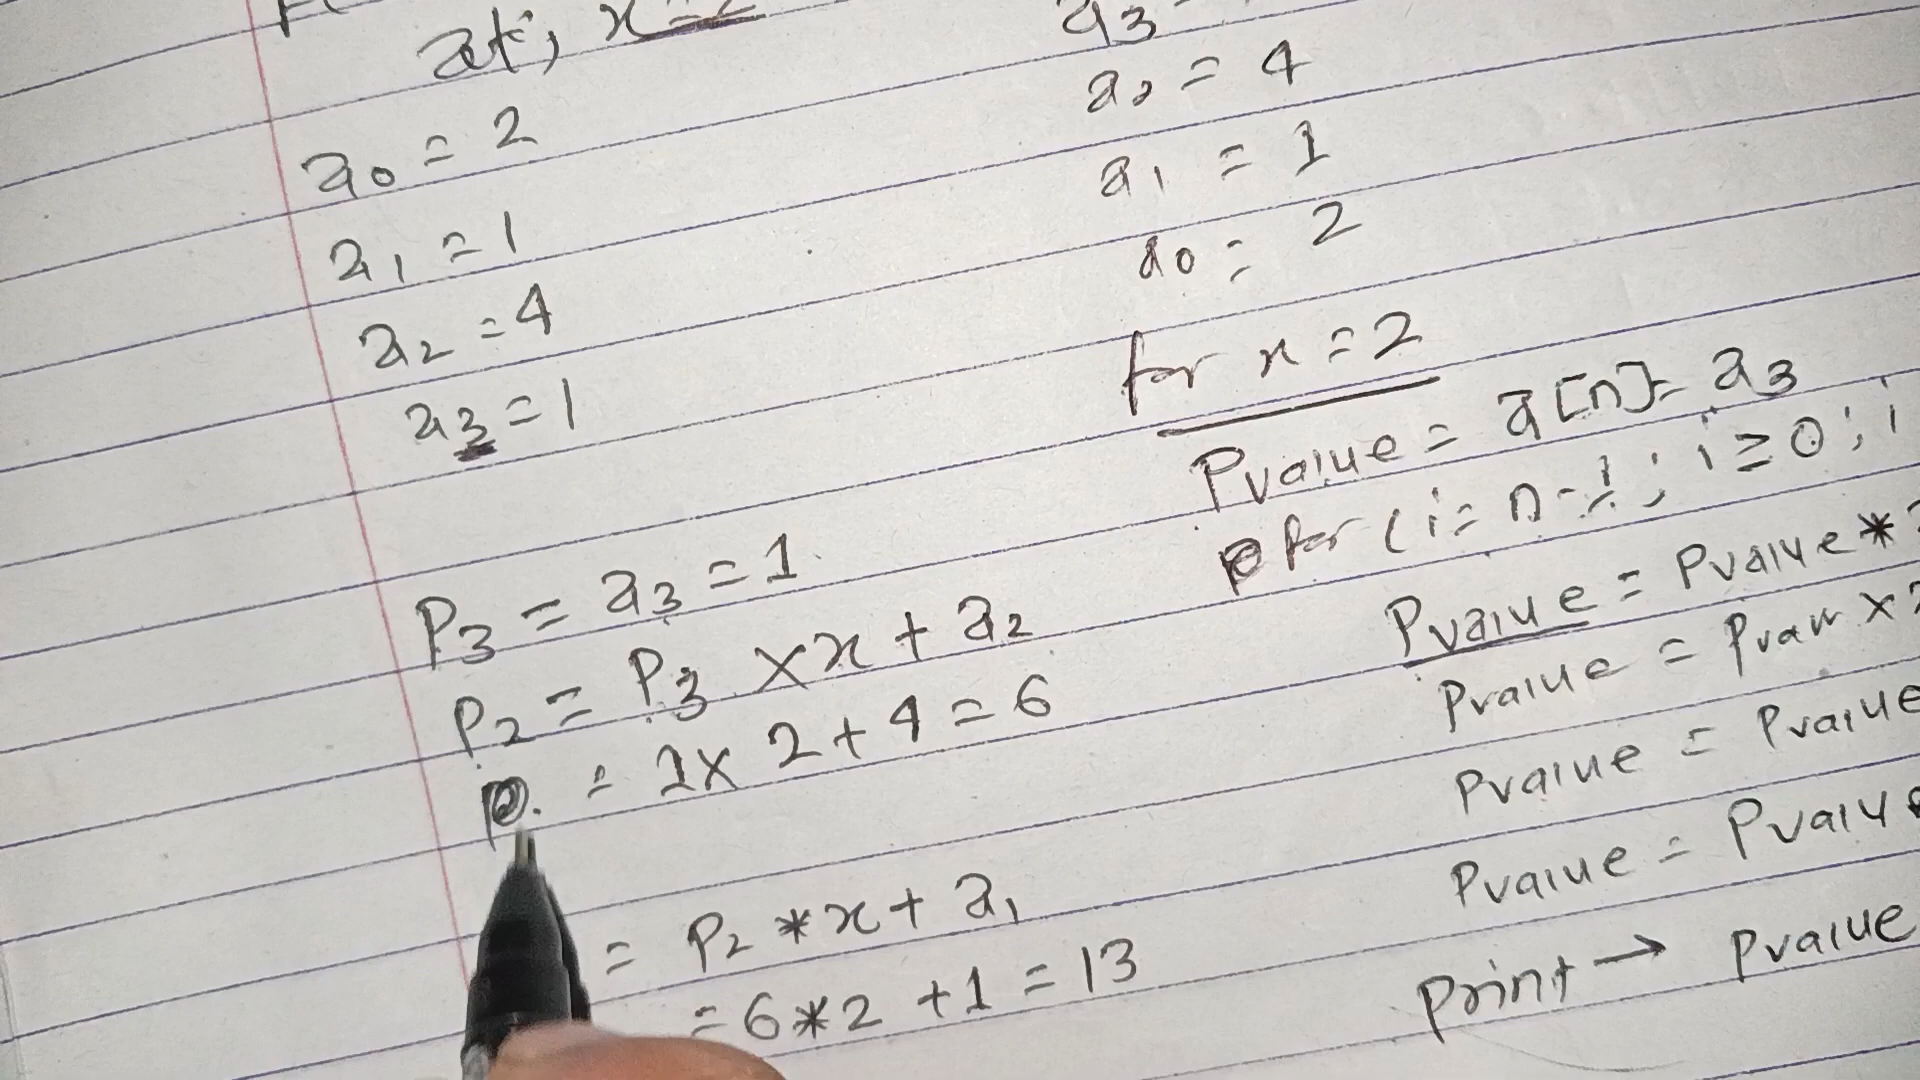 at; x = 2
a0 = 2
a1 = 1
a2 = 4
a3 = 1
P3 = a3 = 1
P2 = P3 × x + a2
= 1 × 2 + 4 = 6
= P2 * x + a1
= 6 * 2 + 1 = 13
a3
a2 = 4
a1 = 1
a0 = 2
for x = 2
Pvalue = a[n] = a3
for (i = n-1; i ≥ 0; i
Pvalue = Pvalue *
Pvalue = Pvalue ×
Pvalue = Pvalue
Pvalue = Pvalue
Print → Pvalue